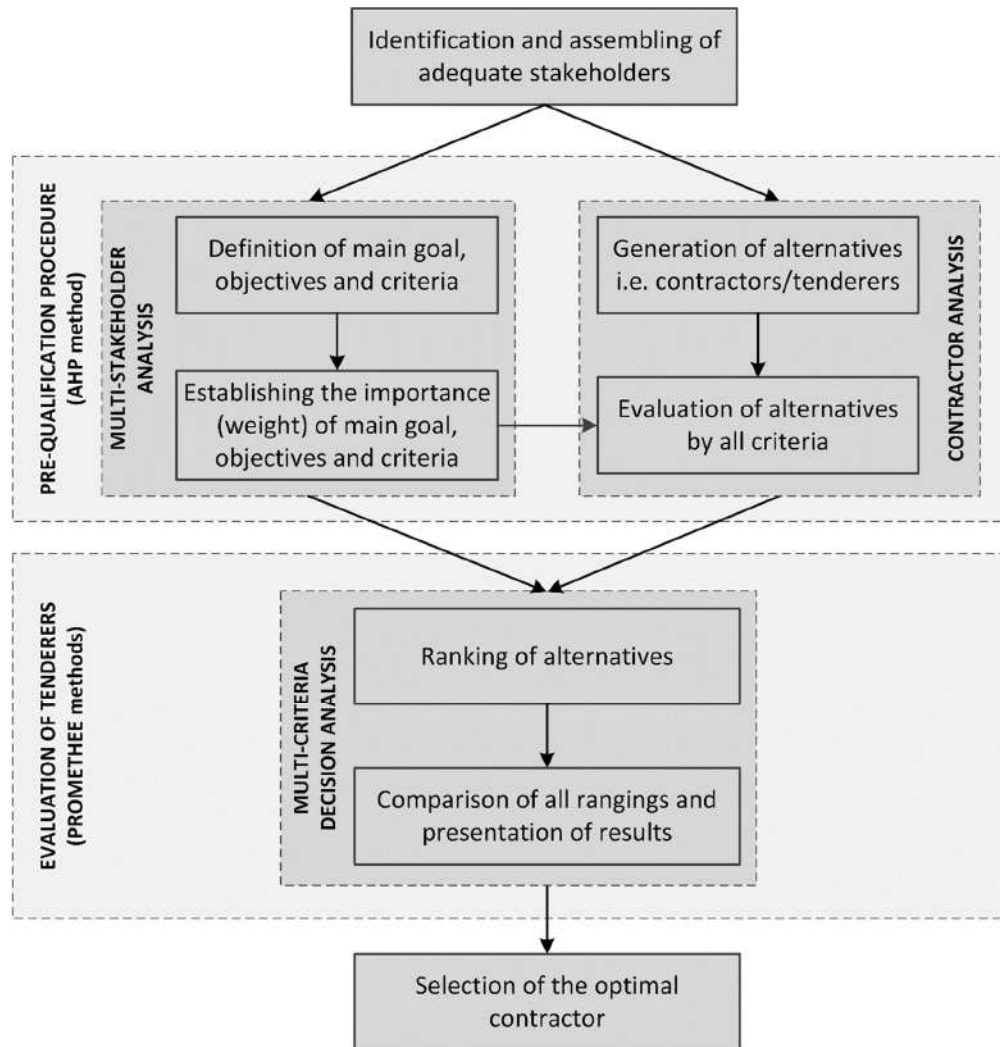 Identification and assembling of
adequate stakeholders
PRE-QUALIFICATION PROCEDURE
(AHP method)
MULTI-STAKEHOLDER
ANALYSIS
Definition of main goal,
objectives and criteria
Establishing the importance
(weight) of main goal,
objectives and criteria
Generation of alternatives
i.e. contractors/tenderers
Evaluation of alternatives
by all criteria
CONTRACTOR ANALYSIS
EVALUATION OF TENDERERS
(PROMETHEE methods)
MULTI-CRITERIA
DECISION ANALYSIS
Ranking of alternatives
Comparison of all rangings and
presentation of results
Selection of the optimal
contractor